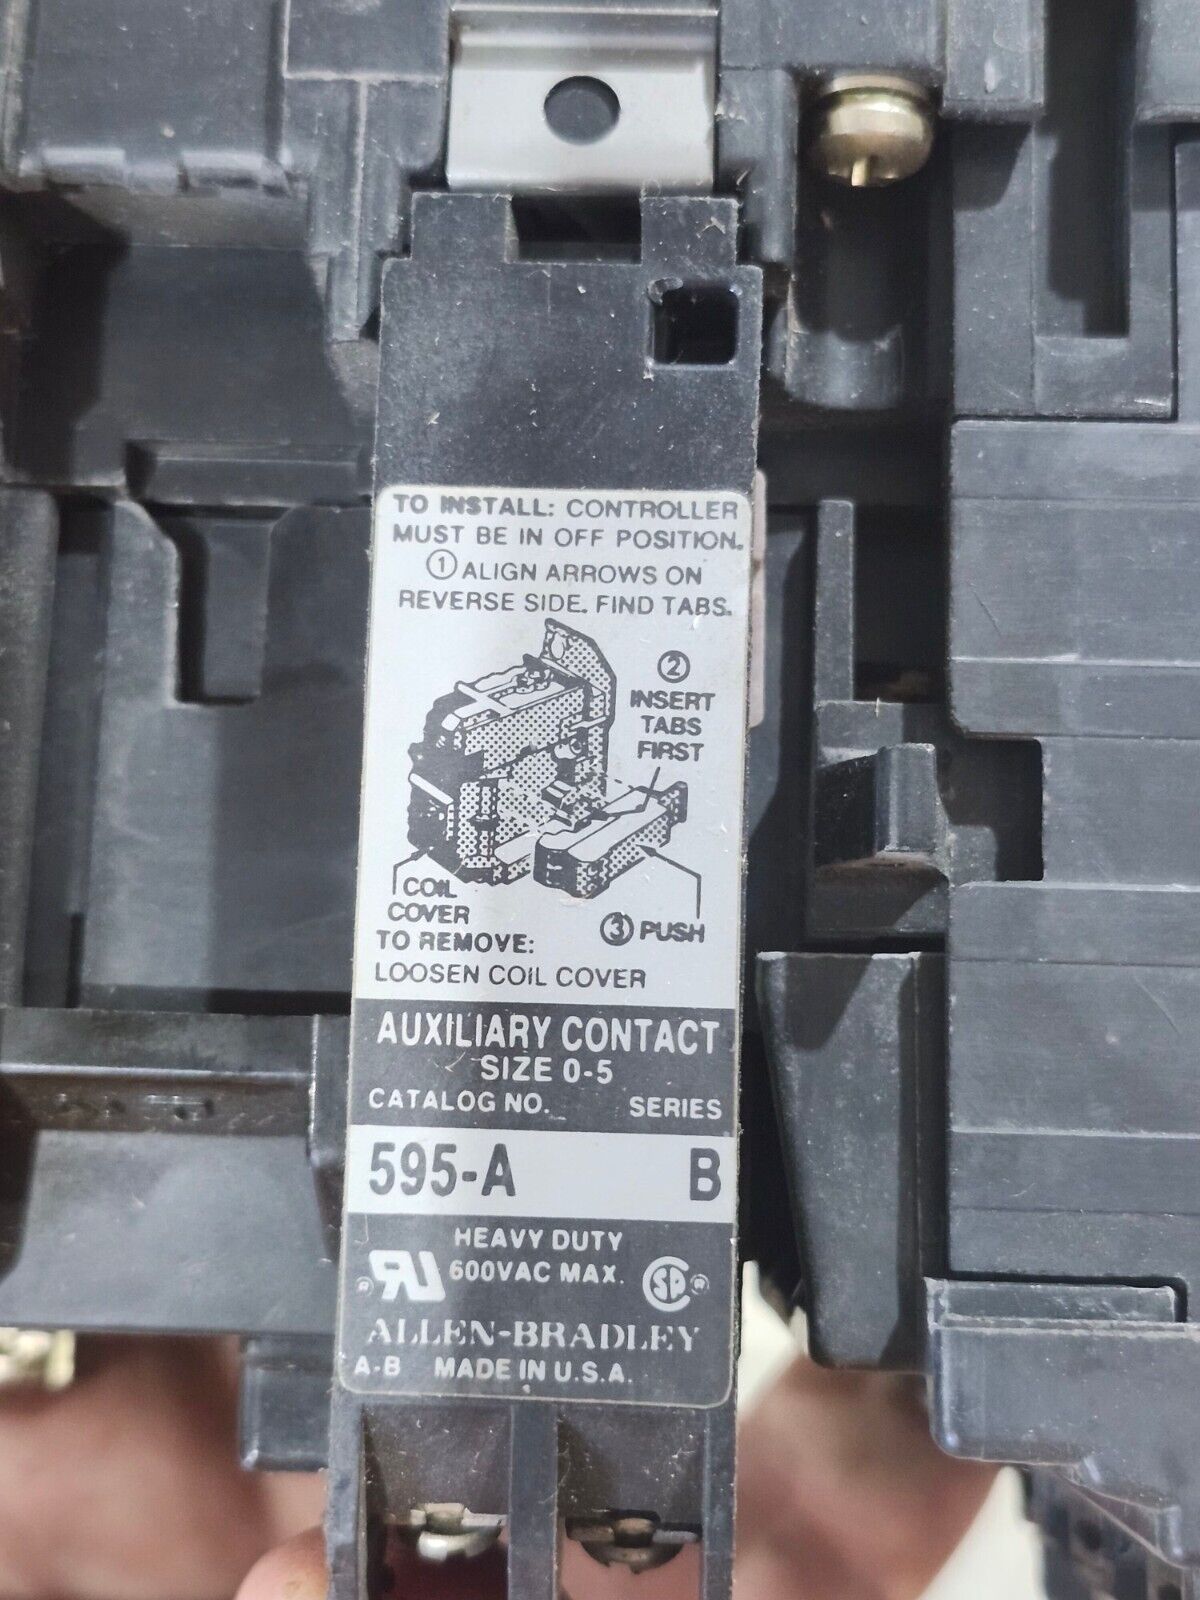 TO INSTALL: CONTROLLER
MUST BE IN OFF POSITION.
① ALIGN ARROWS ON
REVERSE SIDE. FIND TABS.
②
INSERT
TABS
FIRST
COIL
COVER
③ PUSH
TO REMOVE:
LOOSEN COIL COVER
AUXILIARY CONTACT
SIZE 0-5
CATALOG NO. SERIES
595-A B
HEAVY DUTY
600VAC MAX.
RU ®
SP ®
ALLEN-BRADLEY
A-B MADE IN U.S.A.